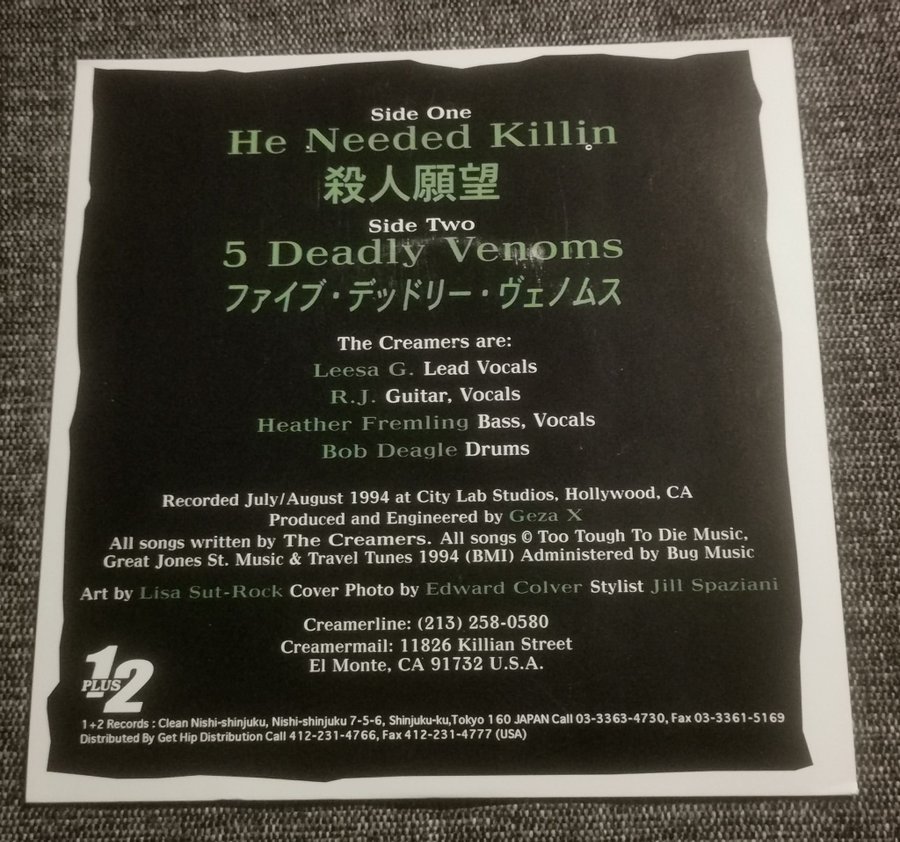 Side One
He Needed Killin
殺人願望
Side Two
5 Deadly Venoms
ファイブ・デッドリー・ヴェノムス
The Creamers are:
Leesa G. Lead Vocals
R.J. Guitar, Vocals
Heather Fremling Bass, Vocals
Bob Deagle Drums
Recorded July/August 1994 at City Lab Studios, Hollywood, CA
Produced and Engineered by Geza X
All songs written by The Creamers. All songs © Too Tough To Die Music,
Great Jones St. Music & Travel Tunes 1994 (BMI) Administered by Bug Music
Art by Lisa Sut-Rock Cover Photo by Edward Colver Stylist Jill Spaziani
Creamerline: (213) 258-0580
Creamermail: 11826 Killian Street
El Monte, CA 91732 U.S.A.
1 PLUS 2
1+2 Records : Clean Nishi-shinjuku, Nishi-shinjuku 7-5-6, Shinjuku-ku,Tokyo 160 JAPAN Call 03-3363-4730, Fax 03-3361-5169
Distributed By Get Hip Distribution Call 412-231-4766, Fax 412-231-4777 (USA)